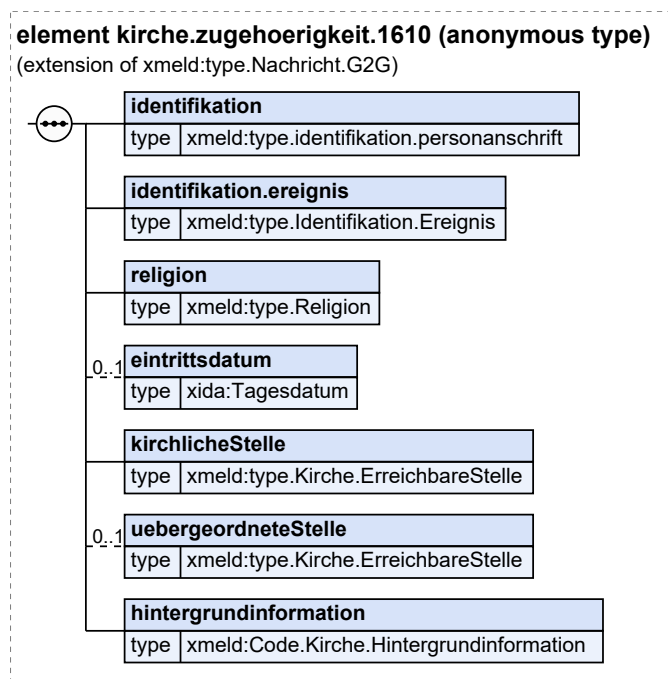 element kirche.zugehoerigkeit.1610 (anonymous type)
(extension of xmeld:type.Nachricht.G2G)
identifikation
type xmeld:type.identifikation.personanschrift
identifikation.ereignis
type xmeld:type.Identifikation.Ereignis
religion
type xmeld:type.Religion
0..1 eintrittsdatum
type xida:Tagesdatum
kirchlicheStelle
type xmeld:type.Kirche.ErreichbareStelle
0..1 uebergeordneteStelle
type xmeld:type.Kirche.ErreichbareStelle
hintergrundinformation
type xmeld:Code.Kirche.Hintergrundinformation